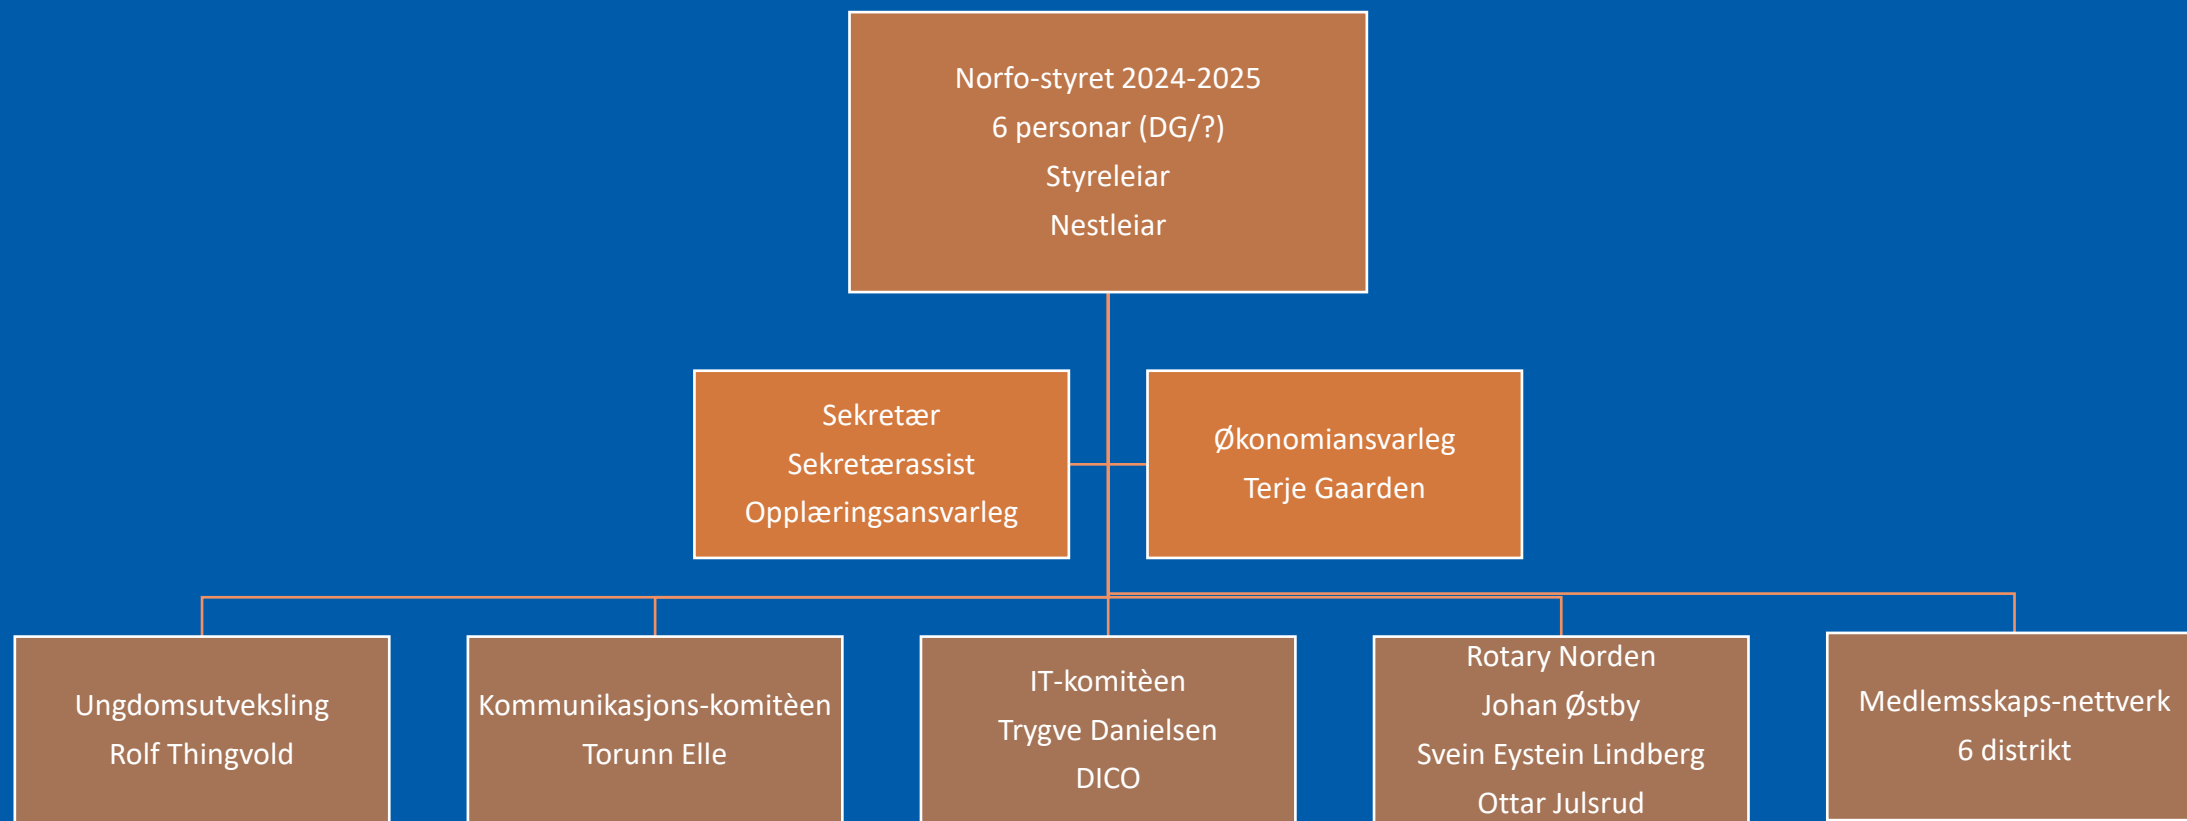 Norfo-styret 2024-2025
6 personar (DG/?)
Styreleiar
Nestleiar
Sekretær
Sekretærassist
Opplæringsansvarleg
Økonomiansvarleg
Terje Gaarden
Ungdomsutveksling
Rolf Thingvold
Kommunikasjons-komitèen
Torunn Elle
IT-komitèen
Trygve Danielsen
DICO
Rotary Norden
Johan Østby
Svein Eystein Lindberg
Ottar Julsrud
Medlemsskaps-nettverk
6 distrikt